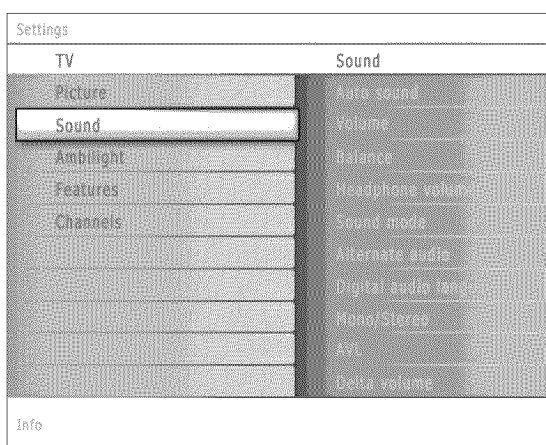 Settings
TV
Picture
Sound
Ambilight
Features
Channels
Sound
Auto sound
Volume
Balance
Headphone volume
Sound mode
Alternate audio
Digital audio lang
Mono/Stereo
AVL
Delta volume
Info